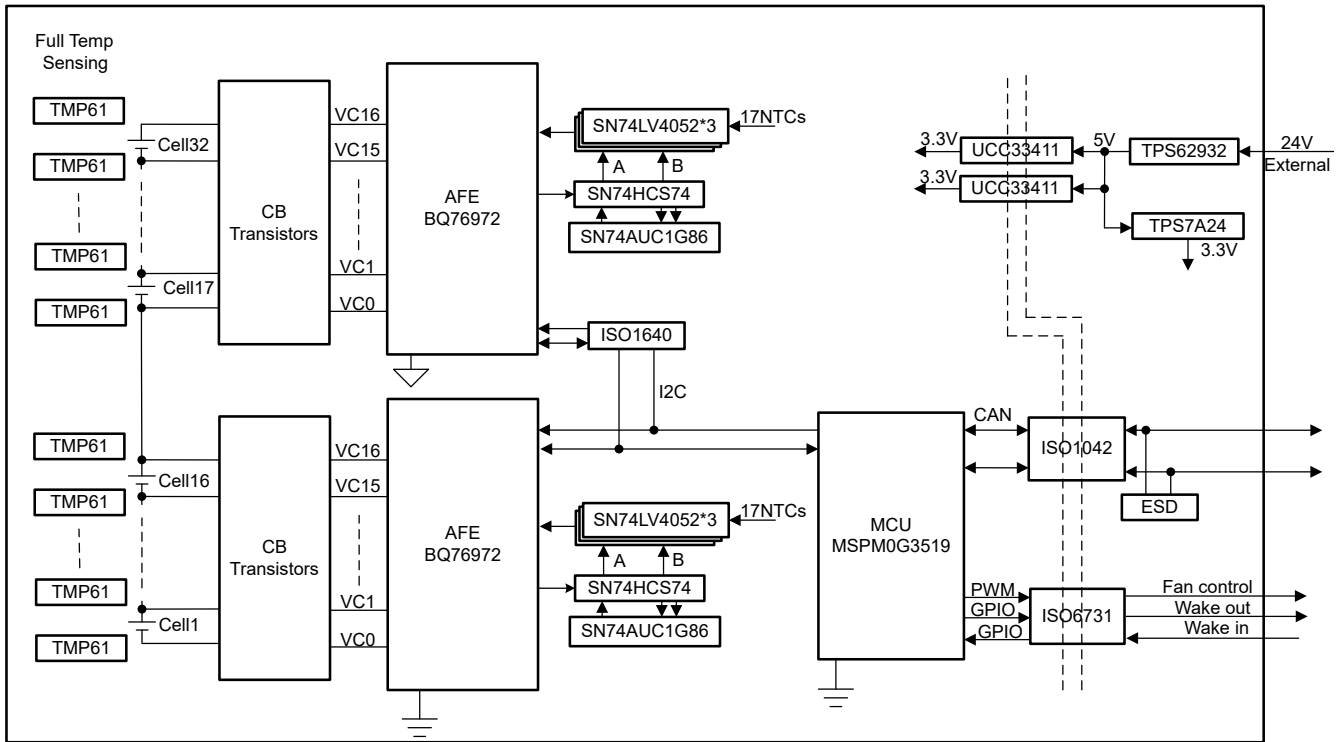 Full Temp
Sensing
TMP61
TMP61
TMP61
TMP61
Cell32
Cell17
CB
Transistors
VC16
VC15
VC1
VC0
AFE
BQ76972
SN74LV4052*3
17NTCs
A
B
SN74HCS74
SN74AUC1G86
ISO1640
I2C
3.3V
UCC33411
5V
TPS62932
24V
External
3.3V
UCC33411
TPS7A24
3.3V
TMP61
TMP61
TMP61
TMP61
Cell16
Cell1
CB
Transistors
VC16
VC15
VC1
VC0
AFE
BQ76972
SN74LV4052*3
17NTCs
A
B
SN74HCS74
SN74AUC1G86
MCU
MSPM0G3519
CAN
ISO1042
ESD
PWM
GPIO
GPIO
ISO6731
Fan control
Wake out
Wake in